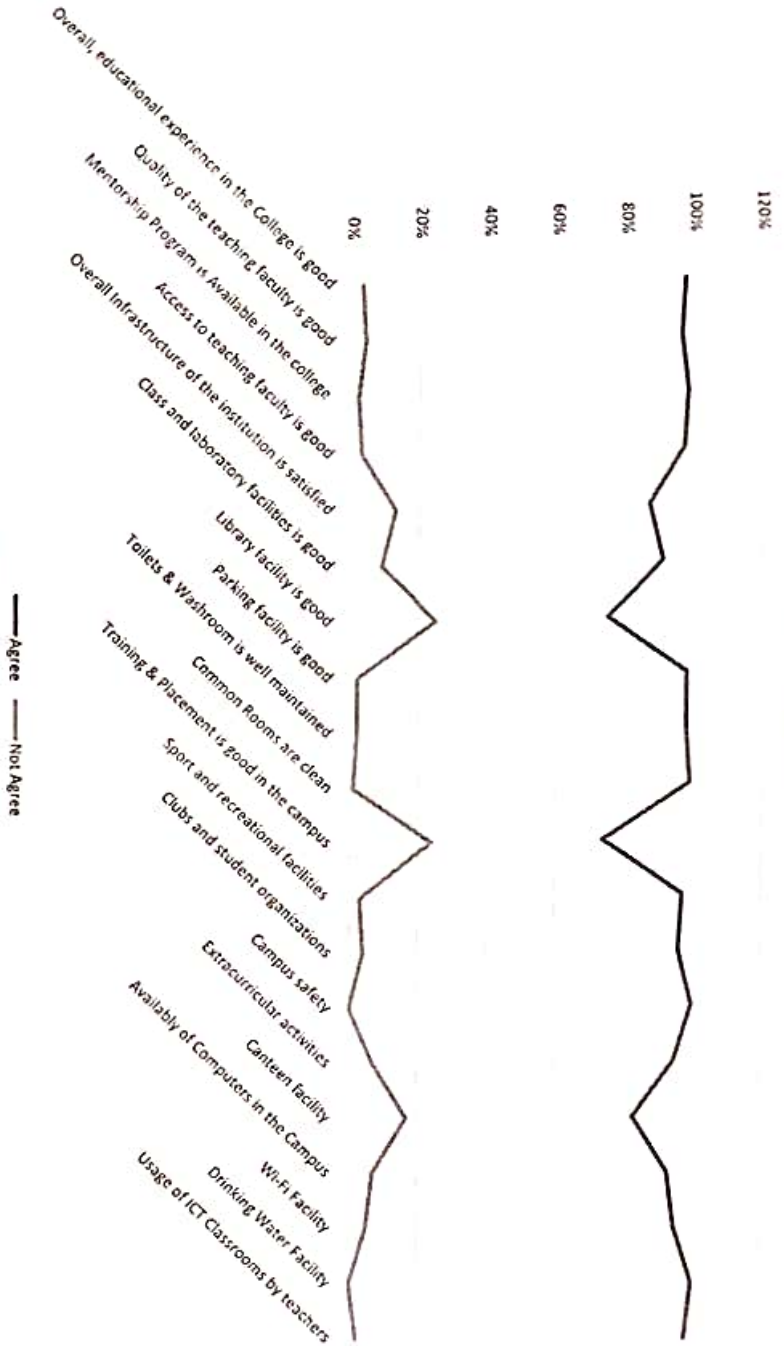 120%
100%
80%
60%
40%
20%
0%
Overall, educational experience in the College is good
Quality of the teaching faculty is good
Mentorship Program is Available in the college
Access to teaching faculty is good
Overall Infrastructure of the institution is satisfied
Class and laboratory facilities is good
Library facility is good
Parking facility is good
Toilets & Washroom is well maintained
Common Rooms are clean
Training & Placement is good in the campus
Sport and recreational facilities
Clubs and student organizations
Campus safety
Extracurricular activities
Canteen facility
Availably of Computers in the Campus
Wi-Fi Facility
Drinking Water Facility
Usage of ICT Classrooms by teachers
Agree Not Agree